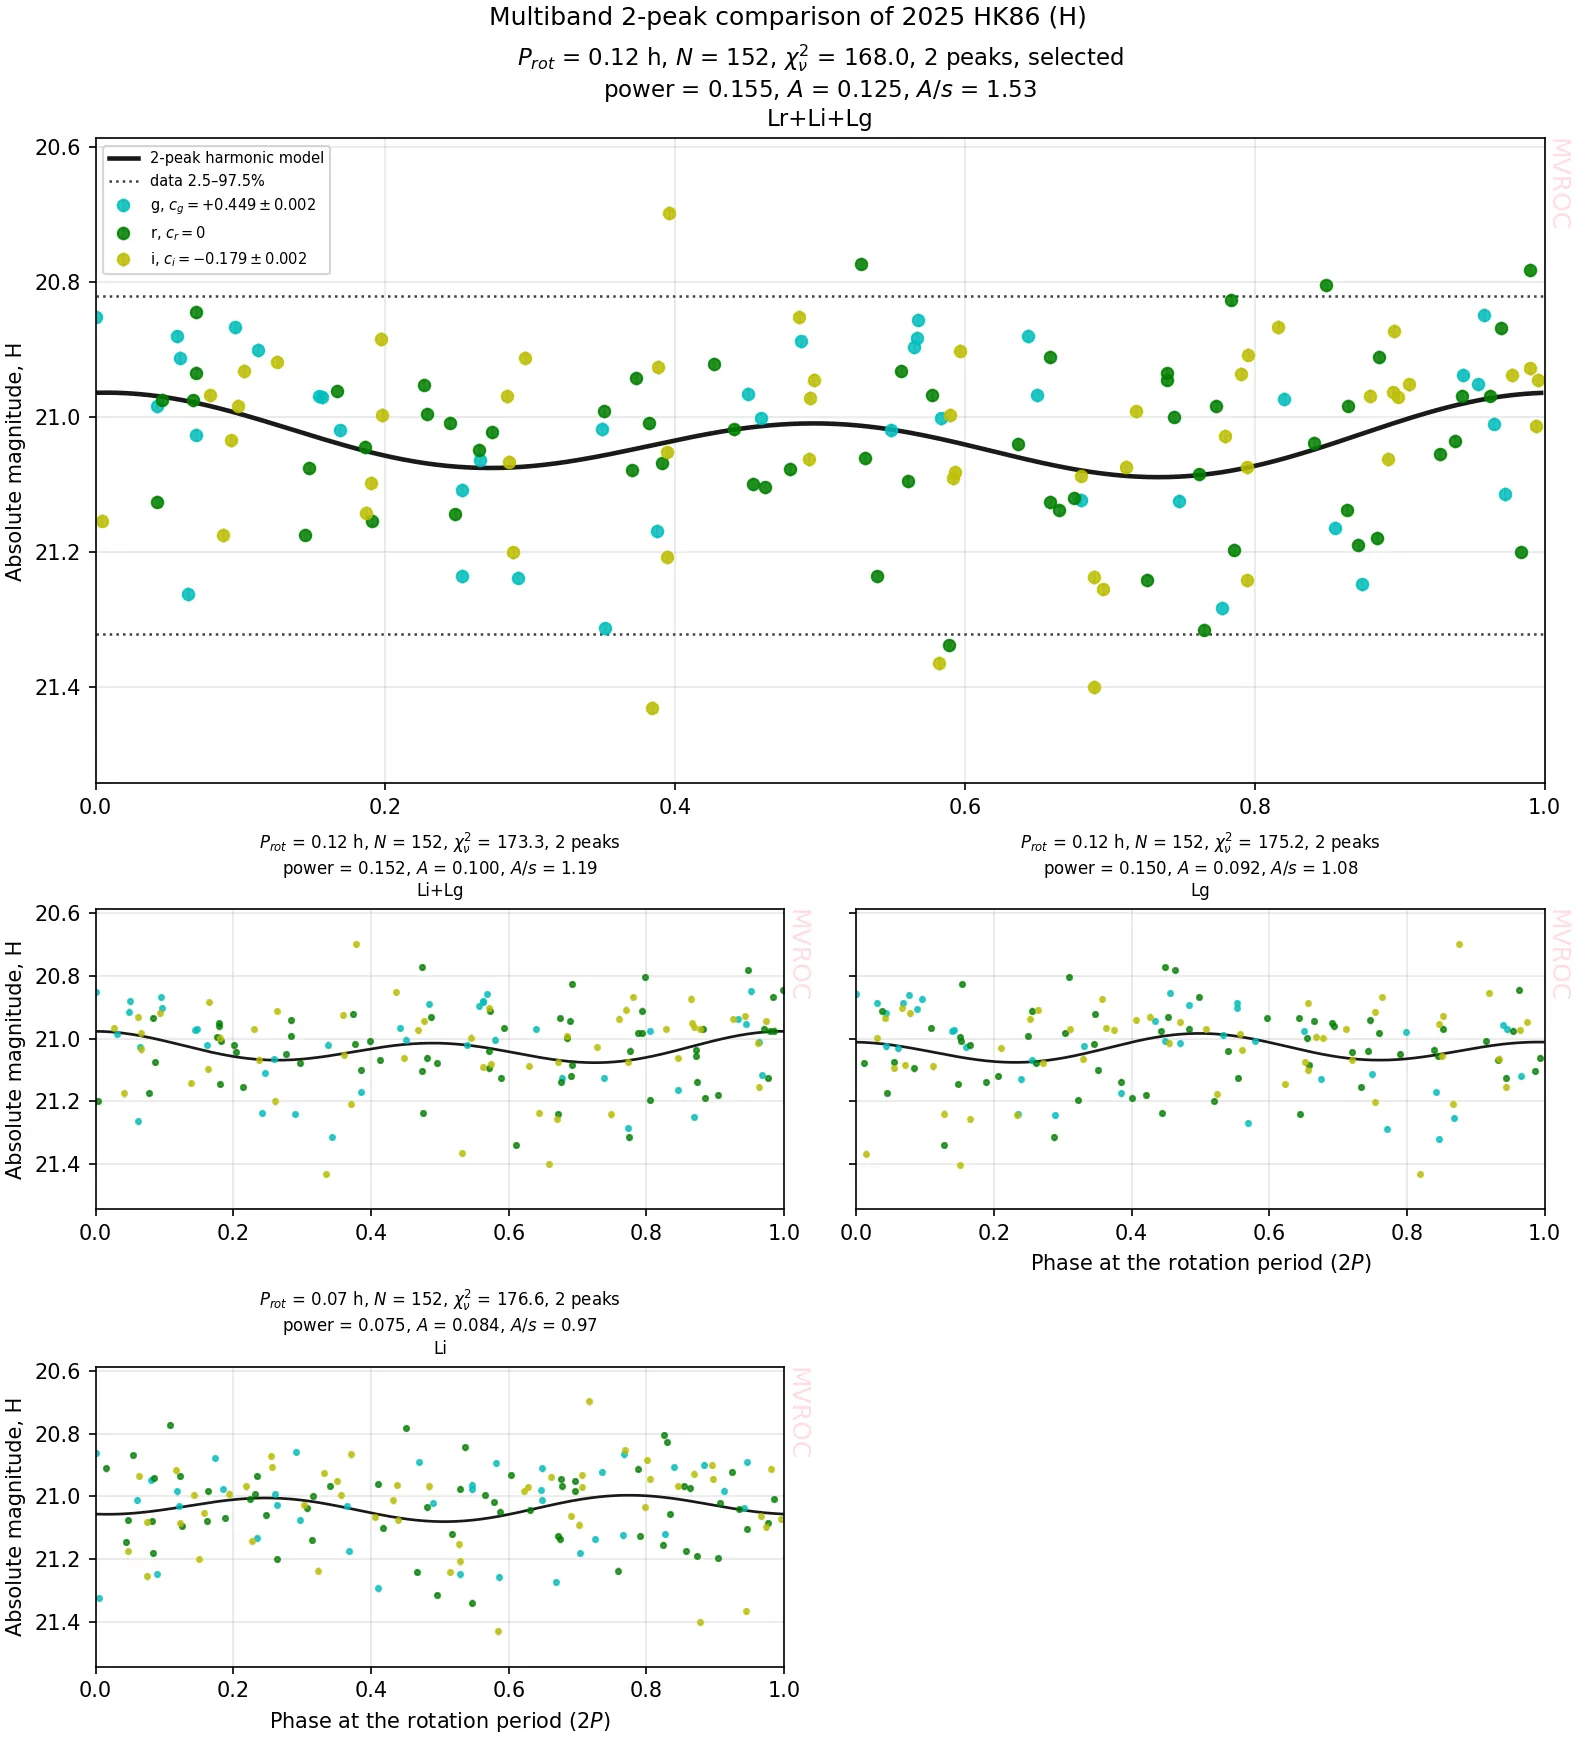 Multiband 2-peak comparison of 2025 HK86 (H)
P_rot = 0.12 h, N = 152, χ²_ν = 168.0, 2 peaks, selected
power = 0.155, A = 0.125, A/s = 1.53
Lr+Li+Lg
2-peak harmonic model
data 2.5–97.5%
g, c_g = +0.449 ± 0.002
r, c_r = 0
i, c_i = −0.179 ± 0.002
20.6
20.8
21.0
21.2
21.4
Absolute magnitude, H
MVROC
0.0 0.2 0.4 0.6 0.8 1.0
P_rot = 0.12 h, N = 152, χ²_ν = 173.3, 2 peaks
power = 0.152, A = 0.100, A/s = 1.19
Li+Lg
20.6
20.8
21.0
21.2
21.4
Absolute magnitude, H
MVROC
0.0 0.2 0.4 0.6 0.8 1.0
P_rot = 0.12 h, N = 152, χ²_ν = 175.2, 2 peaks
power = 0.150, A = 0.092, A/s = 1.08
Lg
MVROC
0.0 0.2 0.4 0.6 0.8 1.0
Phase at the rotation period (2P)
P_rot = 0.07 h, N = 152, χ²_ν = 176.6, 2 peaks
power = 0.075, A = 0.084, A/s = 0.97
Li
20.6
20.8
21.0
21.2
21.4
Absolute magnitude, H
MVROC
0.0 0.2 0.4 0.6 0.8 1.0
Phase at the rotation period (2P)